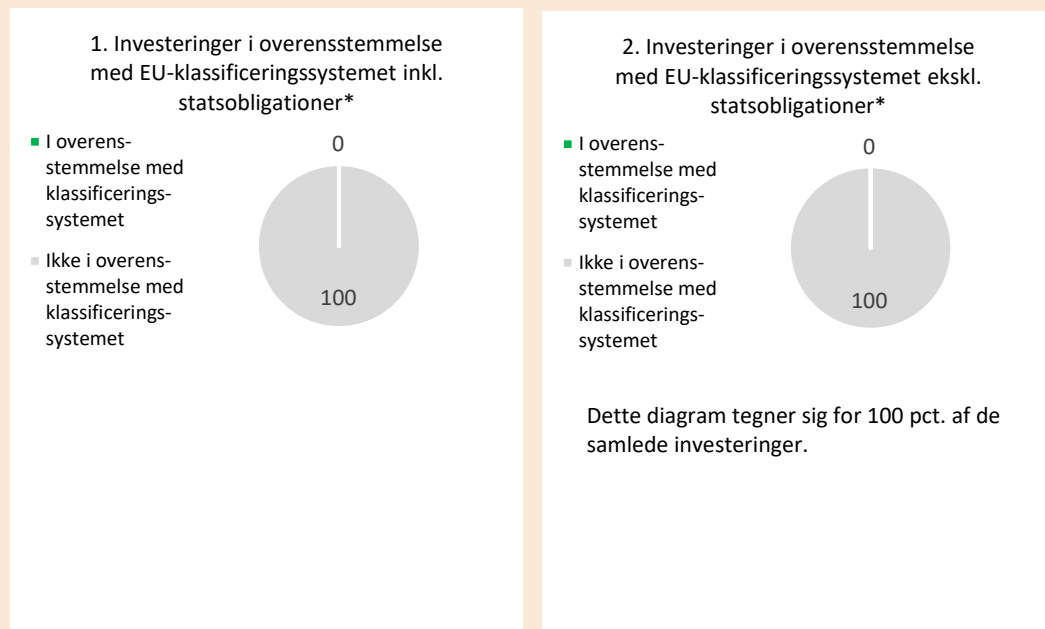 1. Investeringer i overensstemmelse
med EU-klassificeringssystemet inkl.
statsobligationer*
I overens-
stemmelse med
klassificerings-
systemet
Ikke i overens-
stemmelse med
klassificerings-
systemet
0
100
2. Investeringer i overensstemmelse
med EU-klassificeringssystemet ekskl.
statsobligationer*
I overens-
stemmelse med
klassificerings-
systemet
Ikke i overens-
stemmelse med
klassificerings-
systemet
0
100
Dette diagram tegner sig for 100 pct. af de
samlede investeringer.